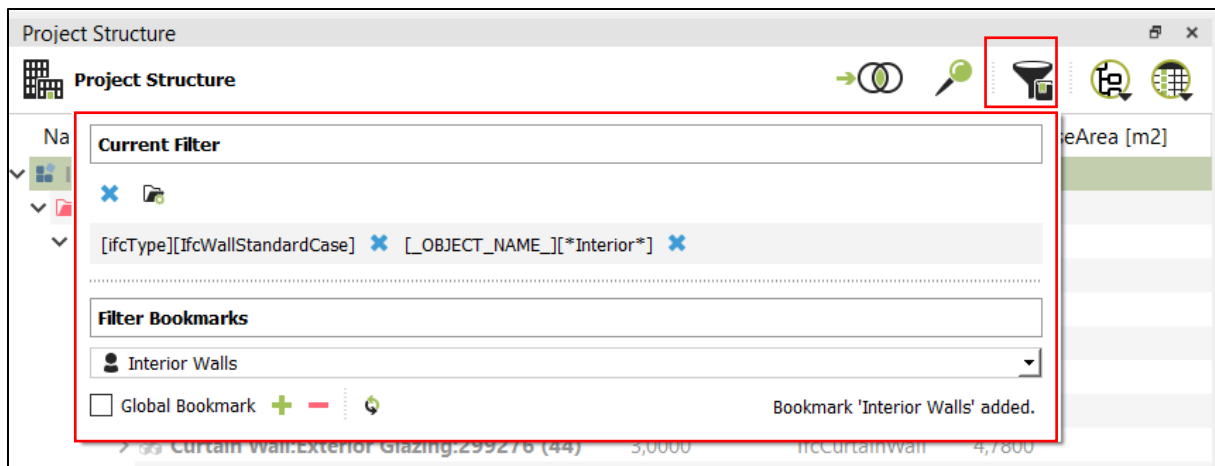 Project Structure
Project Structure
Na
eArea [m2]
Current Filter
[ifcType][IfcWallStandardCase] [_OBJECT_NAME_][*Interior*]
Filter Bookmarks
Interior Walls
Global Bookmark
Bookmark 'Interior Walls' added.
Curtain Wall:Exterior Glazing:299276 (44) 3,0000 IfcCurtainWall 4,7800